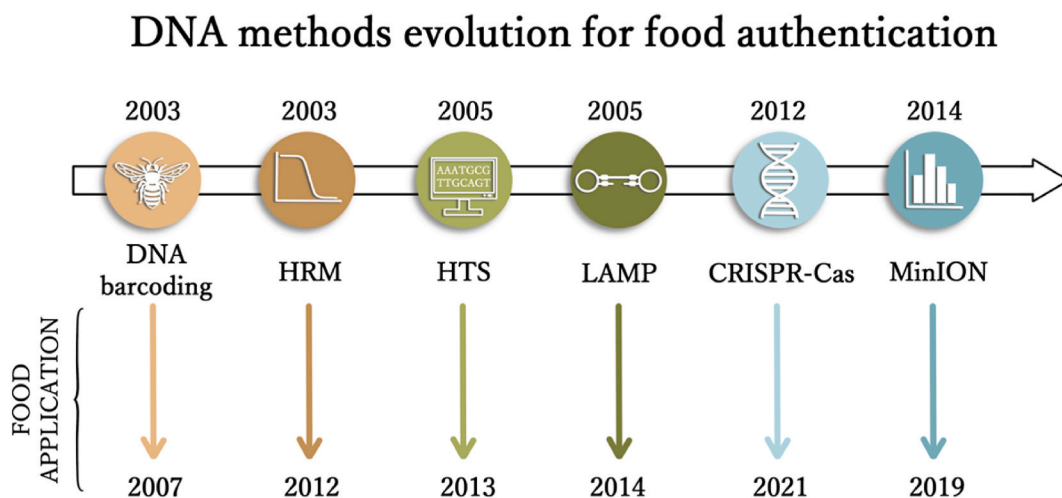 DNA methods evolution for food authentication
2003
2003
2005
2005
2012
2014
AAATGCG
TTGCAGT
DNA
barcoding
HRM
HTS
LAMP
CRISPR-Cas
MinION
FOOD
APPLICATION
2007
2012
2013
2014
2021
2019